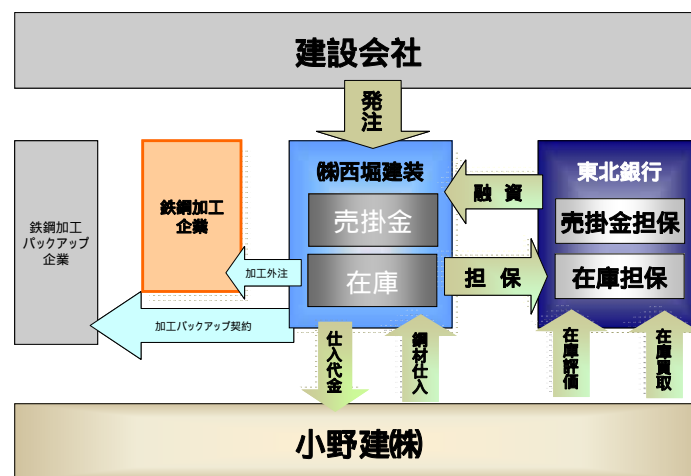 建設会社
発注
㈱西堀建装
売掛金
在庫
東北銀行
売掛金担保
在庫担保
融資
担保
鉄鋼加工
企業
鉄鋼加工
バックアップ
企業
加工外注
加工バックアップ契約
仕入代金
鋼材仕入
在庫評価
在庫買取
小野建㈱